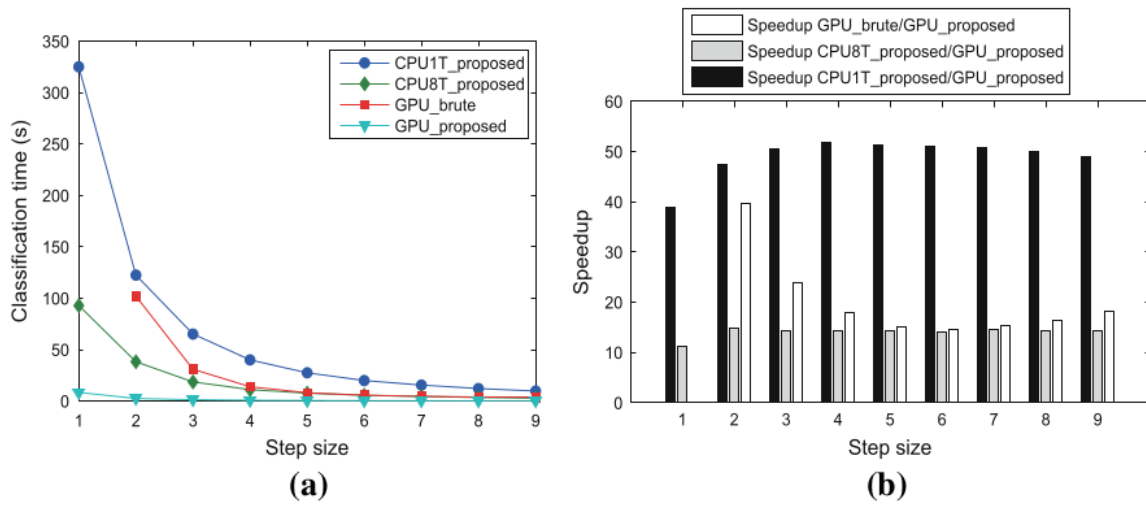 350
300
250
200
150
100
50
0
Classification time (s)
CPU1T_proposed
CPU8T_proposed
GPU_brute
GPU_proposed
1 2 3 4 5 6 7 8 9
Step size
(a)
Speedup GPU_brute/GPU_proposed
Speedup CPU8T_proposed/GPU_proposed
Speedup CPU1T_proposed/GPU_proposed
60
50
40
30
20
10
0
Speedup
1 2 3 4 5 6 7 8 9
Step size
(b)